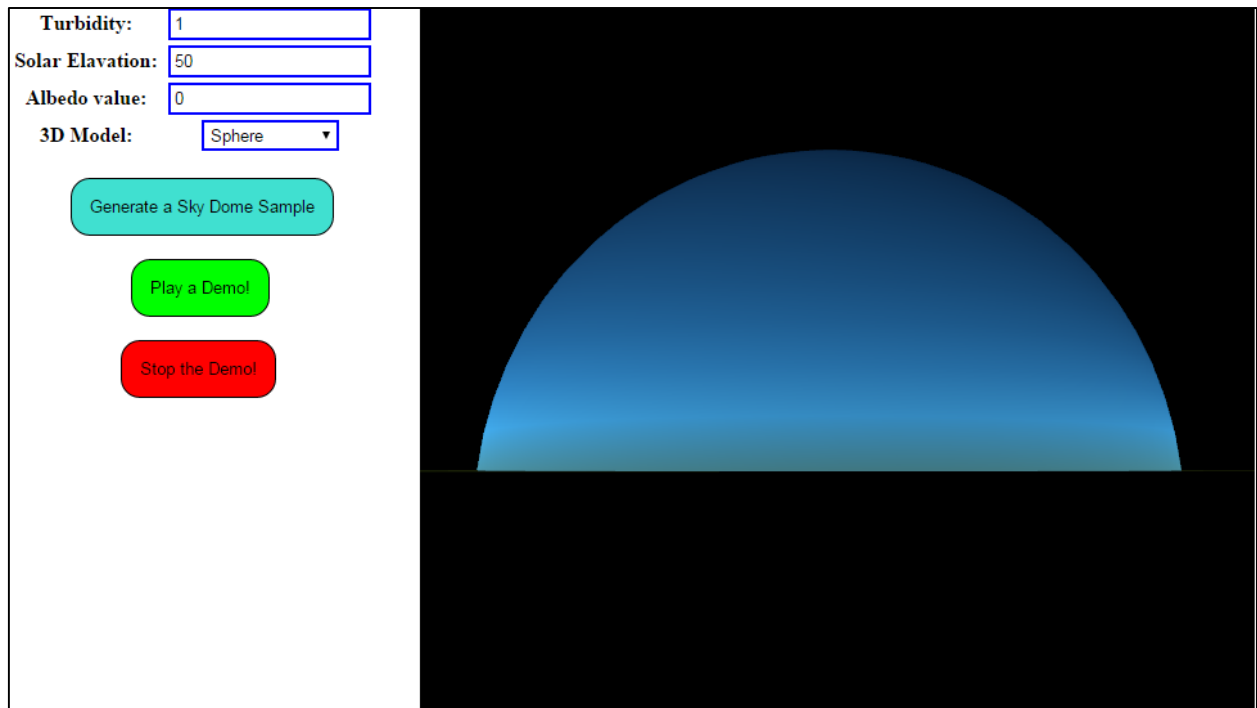 Turbidity: 1
Solar Elavation: 50
Albedo value: 0
3D Model: Sphere
Generate a Sky Dome Sample
Play a Demo!
Stop the Demo!